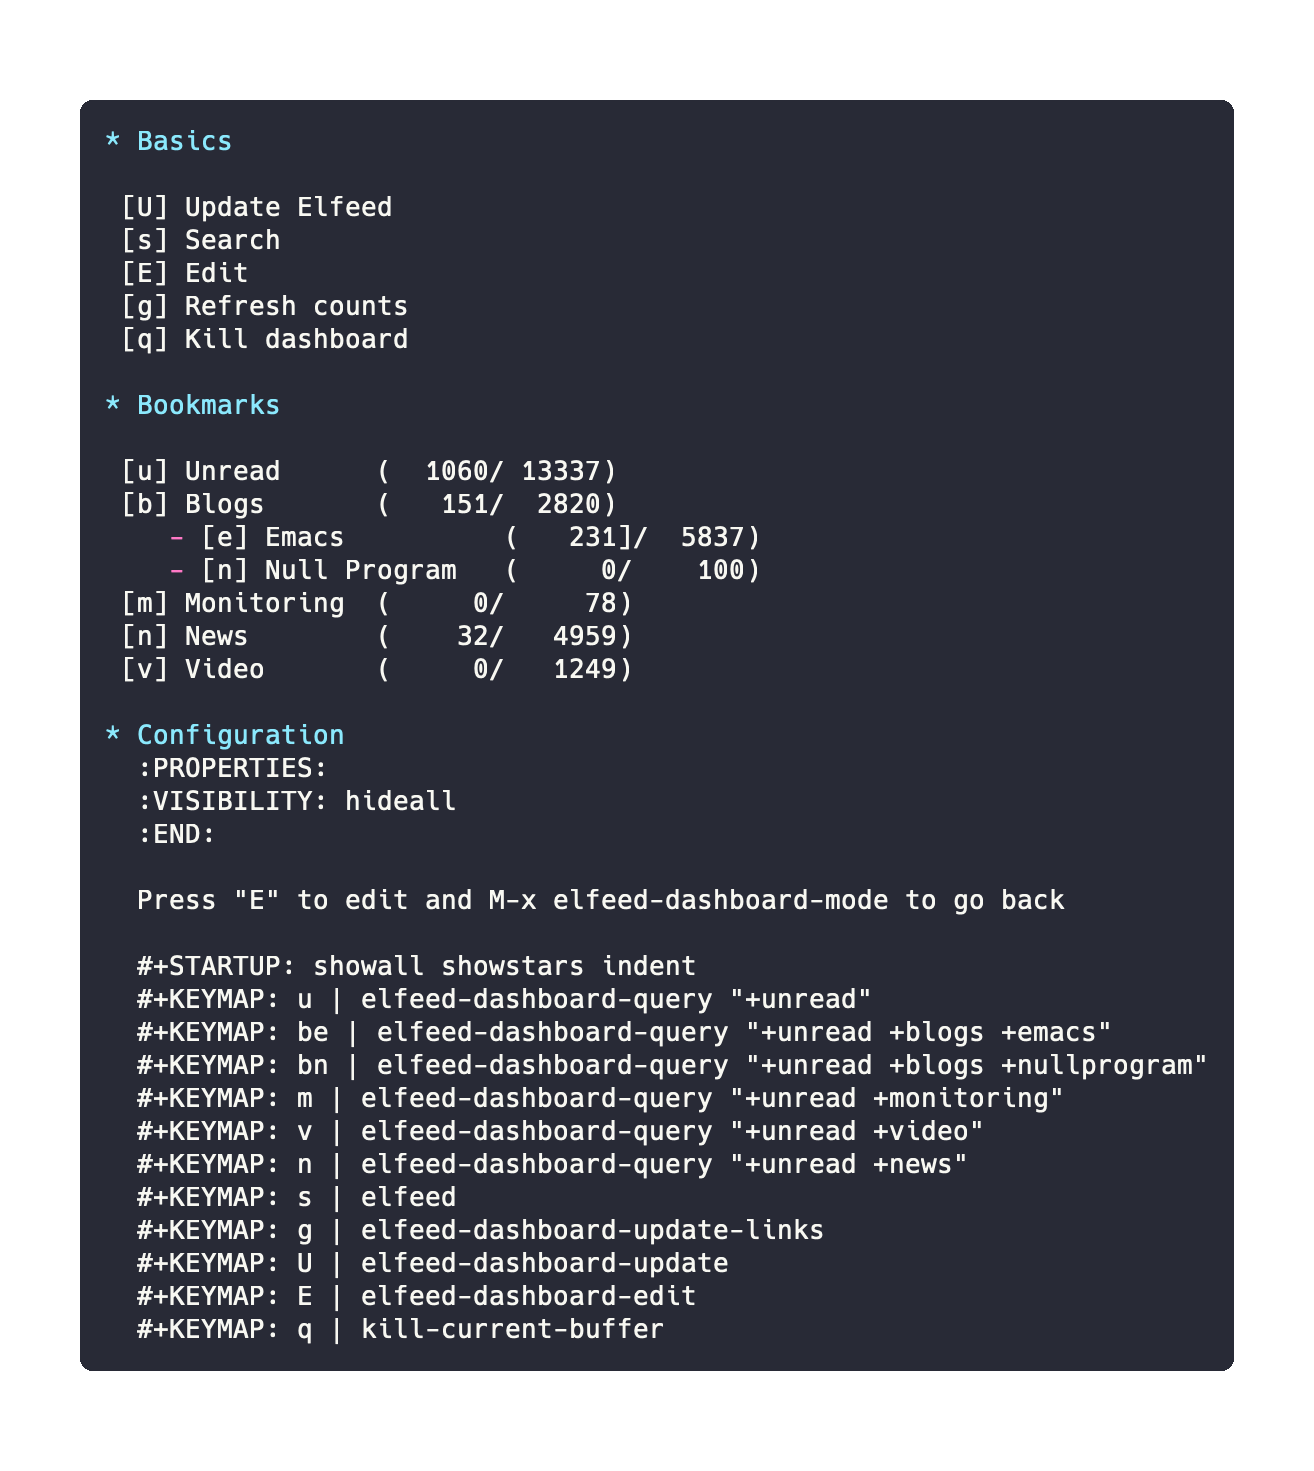 * Basics
[U] Update Elfeed
[s] Search
[E] Edit
[g] Refresh counts
[q] Kill dashboard
* Bookmarks
[u] Unread      (  1060/ 13337)
[b] Blogs       (   151/  2820)
- [e] Emacs          (   231]/  5837)
- [n] Null Program   (     0/    100)
[m] Monitoring  (     0/     78)
[n] News        (    32/   4959)
[v] Video       (     0/   1249)
* Configuration
:PROPERTIES:
:VISIBILITY: hideall
:END:
Press "E" to edit and M-x elfeed-dashboard-mode to go back
#+STARTUP: showall showstars indent
#+KEYMAP: u | elfeed-dashboard-query "+unread"
#+KEYMAP: be | elfeed-dashboard-query "+unread +blogs +emacs"
#+KEYMAP: bn | elfeed-dashboard-query "+unread +blogs +nullprogram"
#+KEYMAP: m | elfeed-dashboard-query "+unread +monitoring"
#+KEYMAP: v | elfeed-dashboard-query "+unread +video"
#+KEYMAP: n | elfeed-dashboard-query "+unread +news"
#+KEYMAP: s | elfeed
#+KEYMAP: g | elfeed-dashboard-update-links
#+KEYMAP: U | elfeed-dashboard-update
#+KEYMAP: E | elfeed-dashboard-edit
#+KEYMAP: q | kill-current-buffer